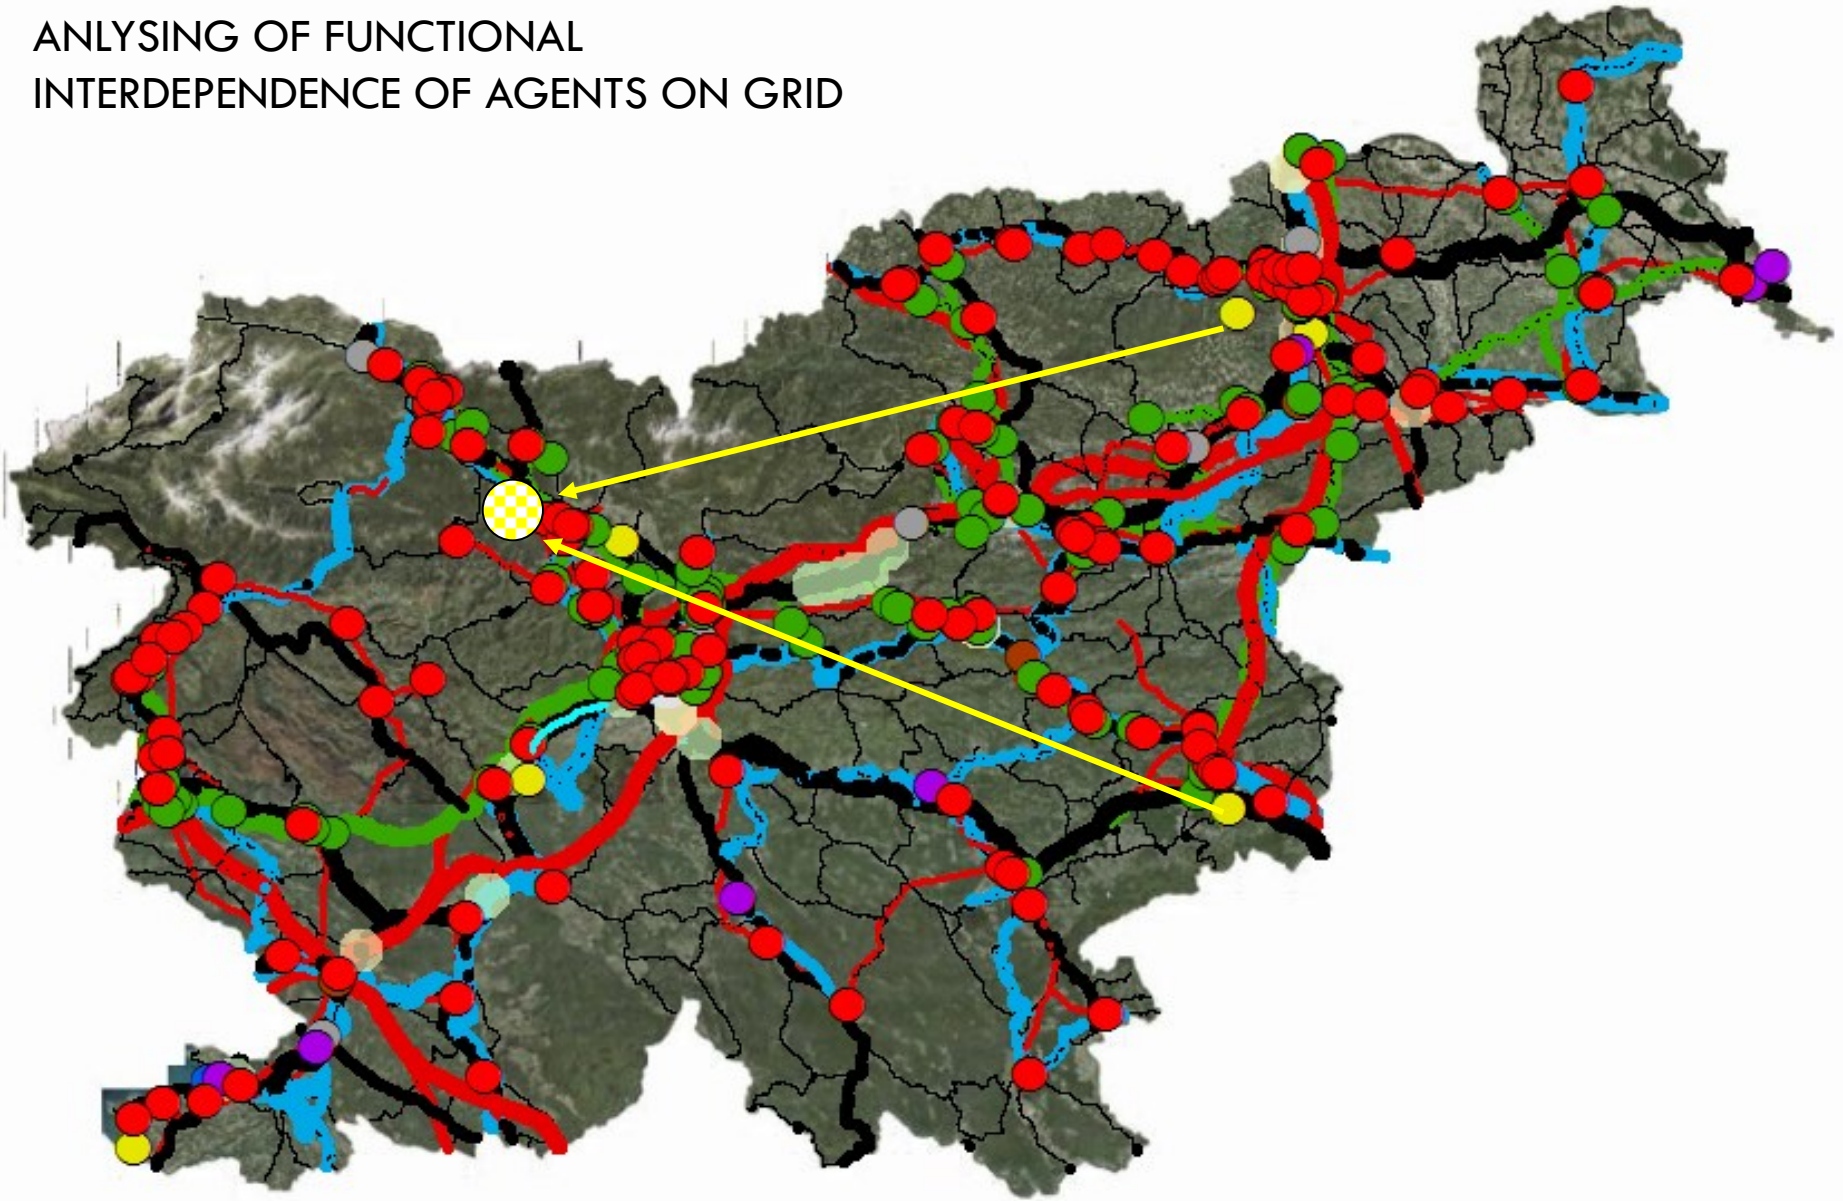 ANLYSING OF FUNCTIONAL
INTERDEPENDENCE OF AGENTS ON GRID